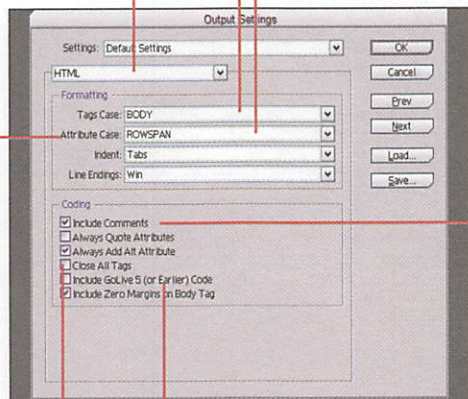 Output Settings
Settings: Default Settings
OK
HTML
Cancel
Formatting
Prev
Tags Case: BODY
Next
Attribute Case: ROWSPAN
Indent: Tabs
Load...
Line Endings: Win
Save...
Coding
Include Comments
Always Quote Attributes
Always Add Alt Attribute
Close All Tags
Include GoLive 5 (or Earlier) Code
Include Zero Margins on Body Tag